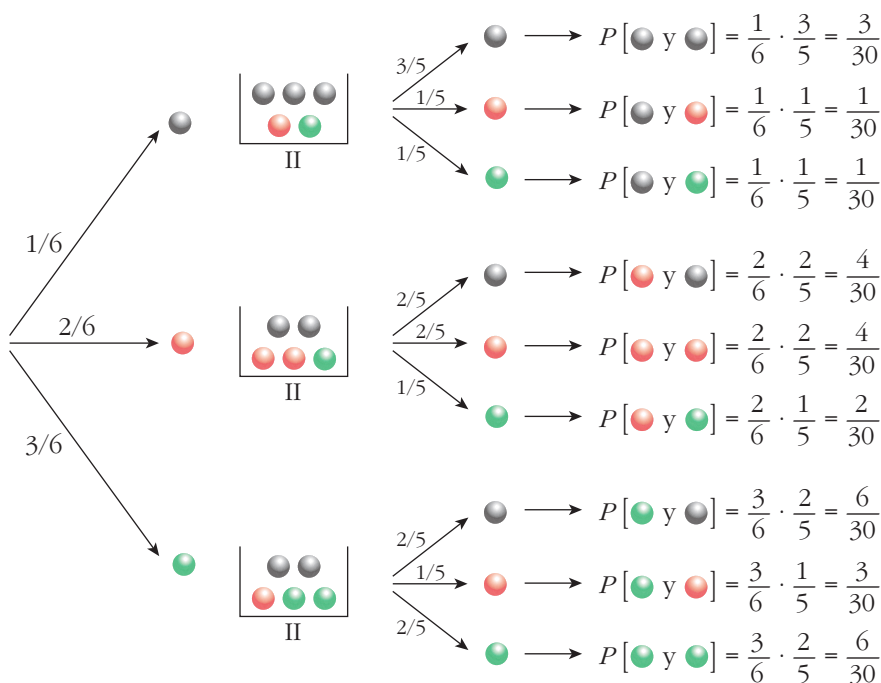 3/5
P [ y ] = 1/6 · 3/5 = 3/30
1/5
P [ y ] = 1/6 · 1/5 = 1/30
II
1/5
P [ y ] = 1/6 · 1/5 = 1/30
1/6
2/5
P [ y ] = 2/6 · 2/5 = 4/30
2/6
2/5
P [ y ] = 2/6 · 2/5 = 4/30
II
1/5
P [ y ] = 2/6 · 1/5 = 2/30
3/6
2/5
P [ y ] = 3/6 · 2/5 = 6/30
1/5
P [ y ] = 3/6 · 1/5 = 3/30
II
2/5
P [ y ] = 3/6 · 2/5 = 6/30